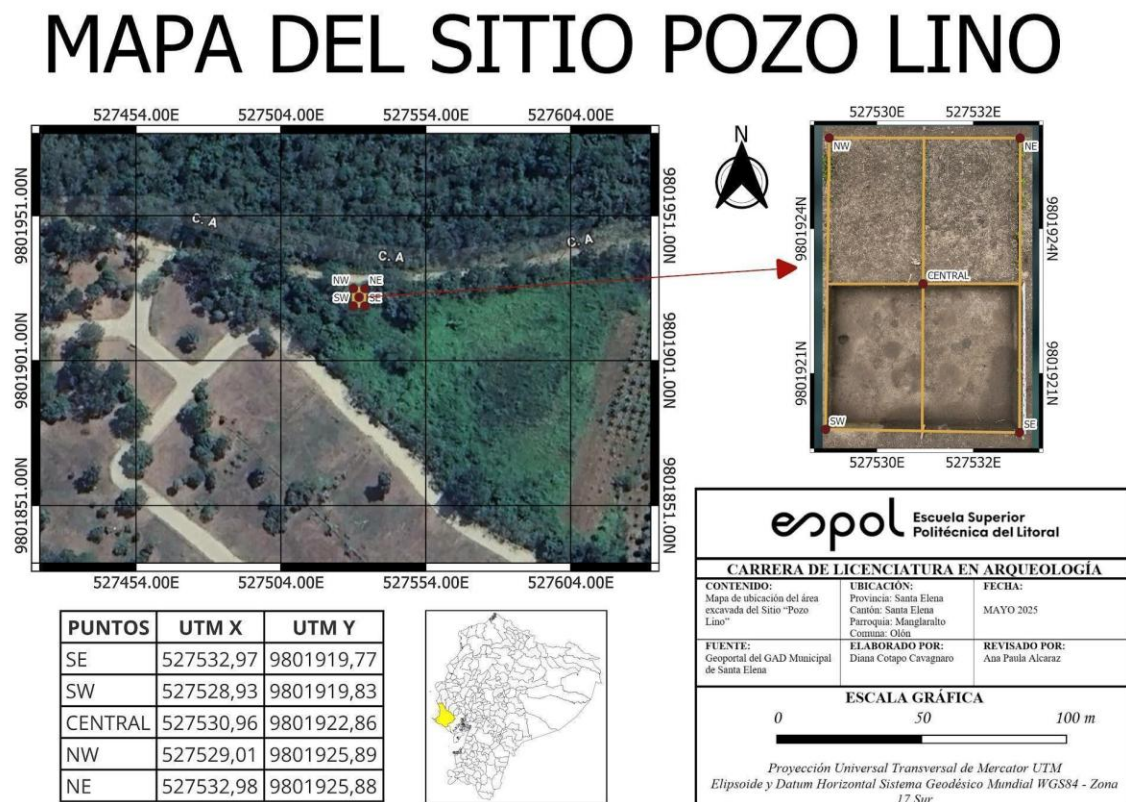 MAPA DEL SITIO POZO LINO
527454.00E 527504.00E 527554.00E 527604.00E
9801951.00N
9801901.00N
9801851.00N
C. A
C. A
C. A
NW NE
SW SE
9801951.00N
9801901.00N
9801851.00N
527454.00E 527504.00E 527554.00E 527604.00E
N
527530E 527532E
NW NE
9801924N 9801924N
CENTRAL
9801921N 9801921N
SW SE
527530E 527532E
PUNTOS UTM X UTM Y
SE 527532,97 9801919,77
SW 527528,93 9801919,83
CENTRAL 527530,96 9801922,86
NW 527529,01 9801925,89
NE 527532,98 9801925,88
espol Escuela Superior
Politécnica del Litoral
CARRERA DE LICENCIATURA EN ARQUEOLOGÍA
CONTENIDO:
Mapa de ubicación del área
excavada del Sitio “Pozo
Lino”
UBICACIÓN:
Provincia: Santa Elena
Cantón: Santa Elena
Parroquia: Manglaralto
Comuna: Olón
FECHA:
MAYO 2025
FUENTE:
Geoportal del GAD Municipal
de Santa Elena
ELABORADO POR:
Diana Cotapo Cavagnaro
REVISADO POR:
Ana Paula Alcaraz
ESCALA GRÁFICA
0 50 100 m
Proyección Universal Transversal de Mercator UTM
Elipsoide y Datum Horizontal Sistema Geodésico Mundial WGS84 - Zona
17 Sur